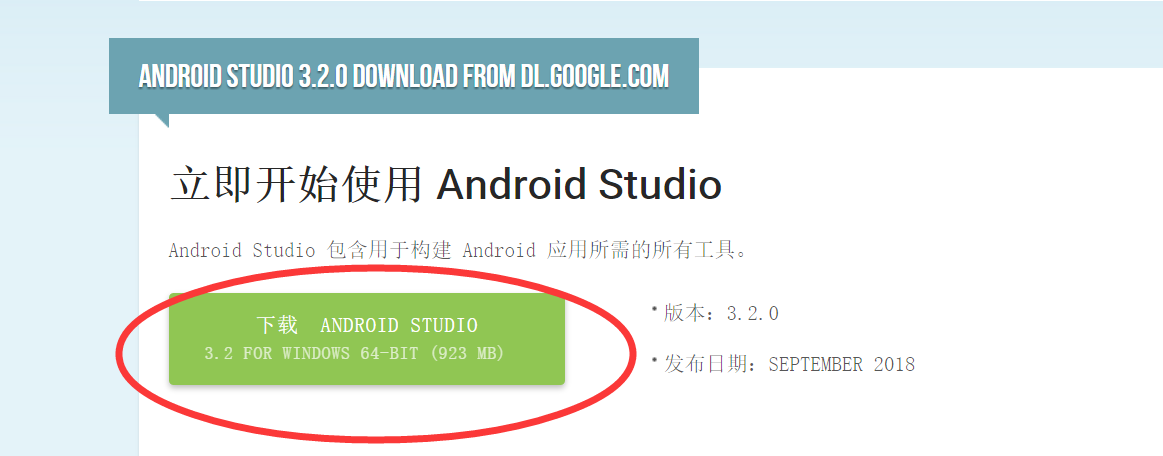 ANDROID STUDIO 3.2.0 DOWNLOAD FROM DL.GOOGLE.COM
立即开始使用 Android Studio
Android Studio 包含用于构建 Android 应用所需的所有工具。
下载 ANDROID STUDIO
3.2 FOR WINDOWS 64-BIT (923 MB)
* 版本：3.2.0
* 发布日期：SEPTEMBER 2018